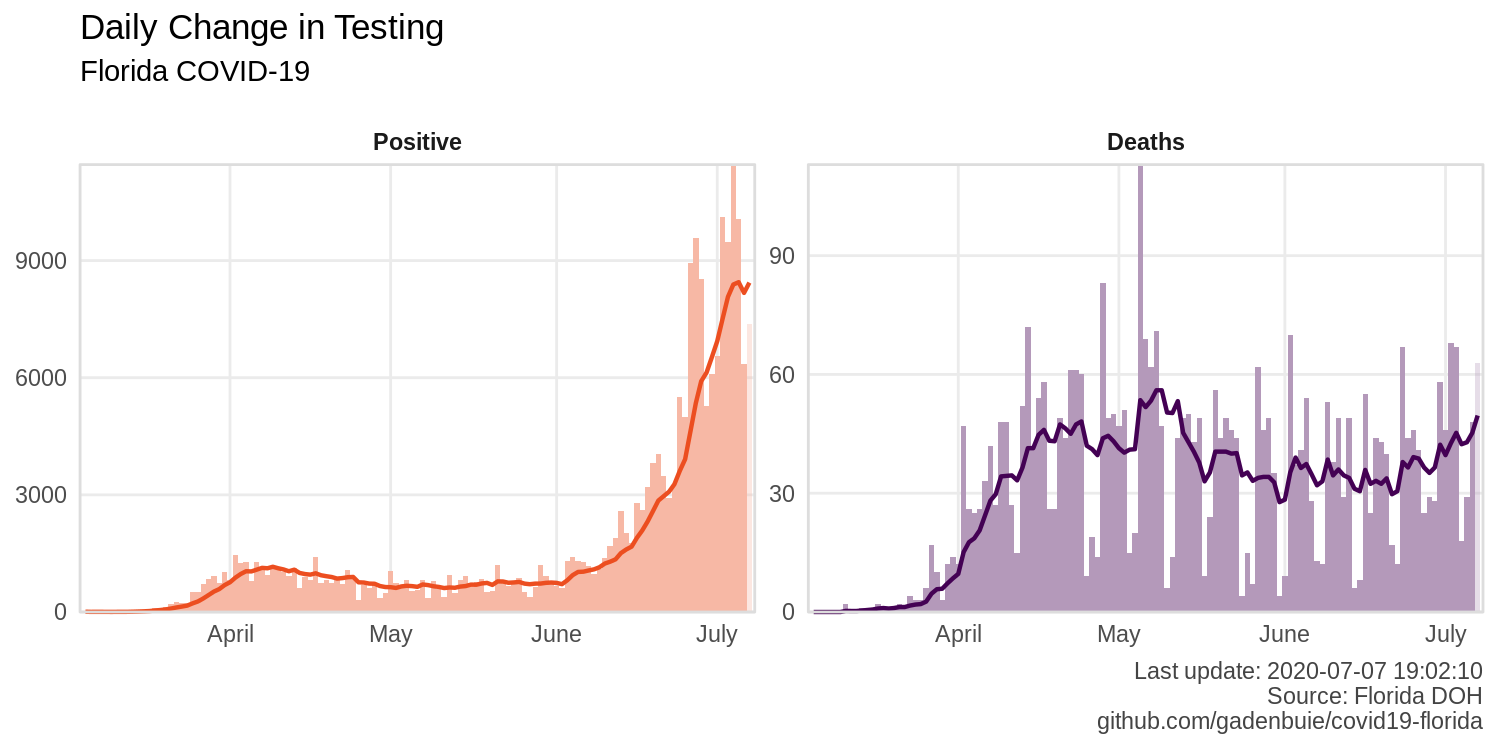 Daily Change in Testing
Florida COVID-19
Positive
9000
6000
3000
0
April May June July
Deaths
90
60
30
0
April May June July
Last update: 2020-07-07 19:02:10
Source: Florida DOH
github.com/gadenbuie/covid19-florida